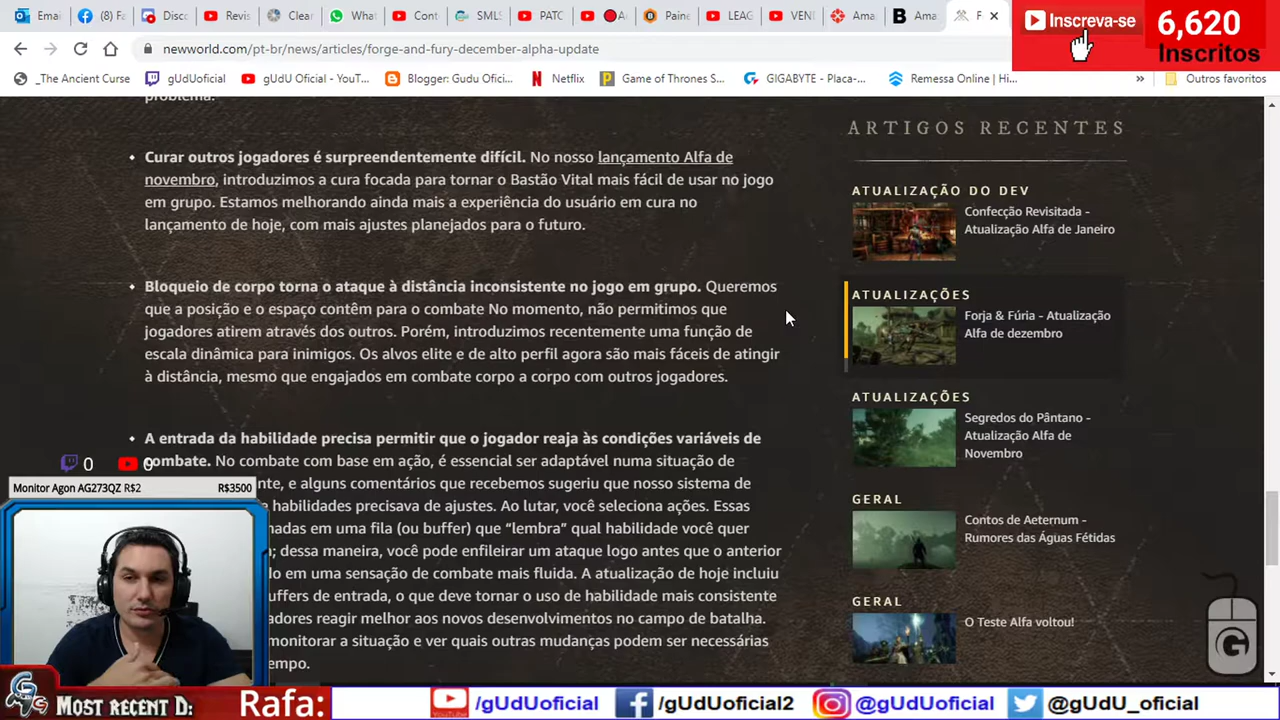 Emai
(8) Fa
Disco
Revis
Clear
What
Cont
SMLS
PATC
A
Paine
LEAG
VEN
Ama
Ama
F
Inscreva-se
6,620
Inscritos
newworld.com/pt-br/news/articles/forge-and-fury-december-alpha-update
_The Ancient Curse
gUdUoficial
gUdU Oficial - YouT...
Blogger: Gudu Ofici...
Netflix
Game of Thrones S...
GIGABYTE - Placa-...
Remessa Online | Hi...
»
Outros favoritos
problema.
Curar outros jogadores é surpreendentemente difícil. No nosso lançamento Alfa de
novembro, introduzimos a cura focada para tornar o Bastão Vital mais fácil de usar no jogo
em grupo. Estamos melhorando ainda mais a experiência do usuário em cura no
lançamento de hoje, com mais ajustes planejados para o futuro.
Bloqueio de corpo torna o ataque à distância inconsistente no jogo em grupo. Queremos
que a posição e o espaço contêm para o combate No momento, não permitimos que
jogadores atirem através dos outros. Porém, introduzimos recentemente uma função de
escala dinâmica para inimigos. Os alvos elite e de alto perfil agora são mais fáceis de atingir
à distância, mesmo que engajados em combate corpo a corpo com outros jogadores.
A entrada da habilidade precisa permitir que o jogador reaja às condições variáveis de
combate. No combate com base em ação, é essencial ser adaptável numa situação de
nte, e alguns comentários que recebemos sugeriu que nosso sistema de
e habilidades precisava de ajustes. Ao lutar, você seleciona ações. Essas
nadas em uma fila (ou buffer) que “lembra” qual habilidade você quer
; dessa maneira, você pode enfileirar um ataque logo antes que o anterior
do em uma sensação de combate mais fluida. A atualização de hoje incluiu
uffers de entrada, o que deve tornar o uso de habilidade mais consistente
adores reagir melhor aos novos desenvolvimentos no campo de batalha.
monitorar a situação e ver quais outras mudanças podem ser necessárias
empo.
ARTIGOS RECENTES
ATUALIZAÇÃO DO DEV
Confecção Revisitada -
Atualização Alfa de Janeiro
ATUALIZAÇÕES
Forja & Fúria - Atualização
Alfa de dezembro
ATUALIZAÇÕES
Segredos do Pântano -
Atualização Alfa de
Novembro
GERAL
Contos de Aeternum -
Rumores das Águas Fétidas
GERAL
O Teste Alfa voltou!
0
0
Monitor Agon AG273QZ R$2
R$3500
MOST RECENT D:
Rafa:
/gUdUoficial
/gUdUoficial2
@gUdUoficial
@gUdU_oficial